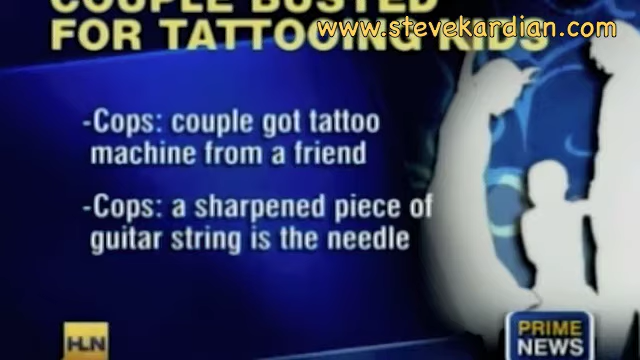 COUPLE BUSTED
www.stevekardian.com
FOR TATTOOING KIDS
-Cops: couple got tattoo
machine from a friend
-Cops: a sharpened piece of
guitar string is the needle
HLN
PRIME
NEWS